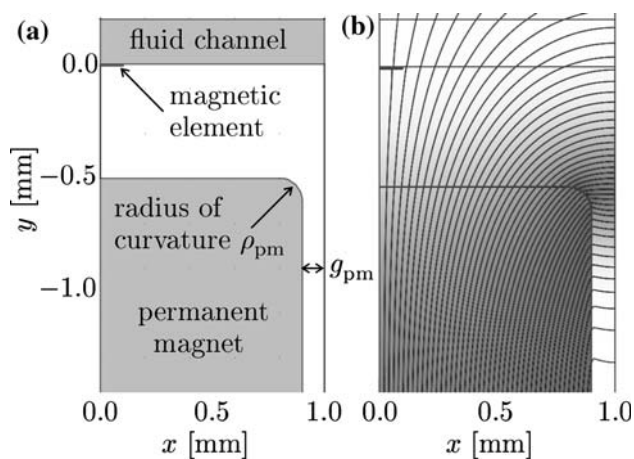 (a)
fluid channel
magnetic
element
radius of
curvature ρpm
gpm
permanent
magnet
0.0
−0.5
−1.0
y [mm]
0.0 0.5 1.0
x [mm]
(b)
0.0 0.5 1.0
x [mm]